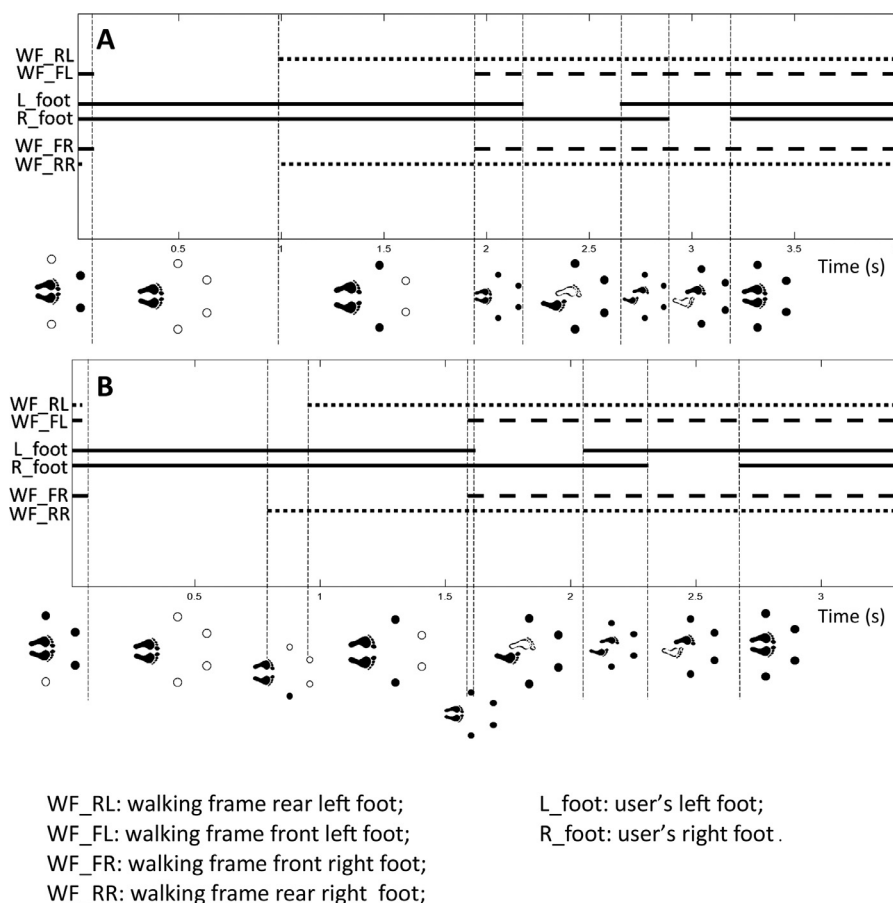 A
WF_RL
WF_FL
L_foot
R_foot
WF_FR
WF_RR
0.5 1 1.5 2 2.5 3 3.5
Time (s)
B
WF_RL
WF_FL
L_foot
R_foot
WF_FR
WF_RR
0.5 1 1.5 2 2.5 3
Time (s)
WF_RL: walking frame rear left foot;
WF_FL: walking frame front left foot;
WF_FR: walking frame front right foot;
WF_RR: walking frame rear right foot;
L_foot: user's left foot;
R_foot: user's right foot.